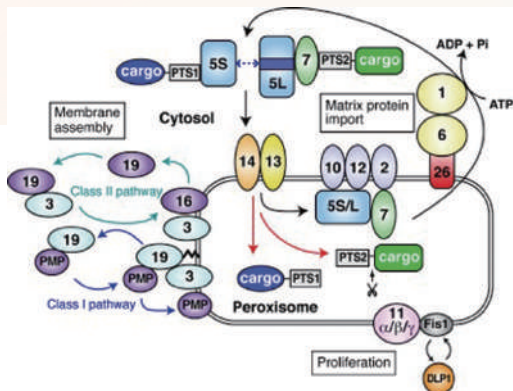 ADP + Pi
5S
cargo
PTS1
5L
7
PTS2
cargo
1
ATP
Matrix protein
import
6
Cytosol
Membrane
assembly
26
14
13
10
12
2
19
19
3
Class II pathway
16
3
5S/L
7
19
19
PMP
PMP
3
Class I pathway
PMP
PTS2
cargo
cargo
PTS1
Peroxisome
11
α/β/γ
Fis1
Proliferation
DLP1